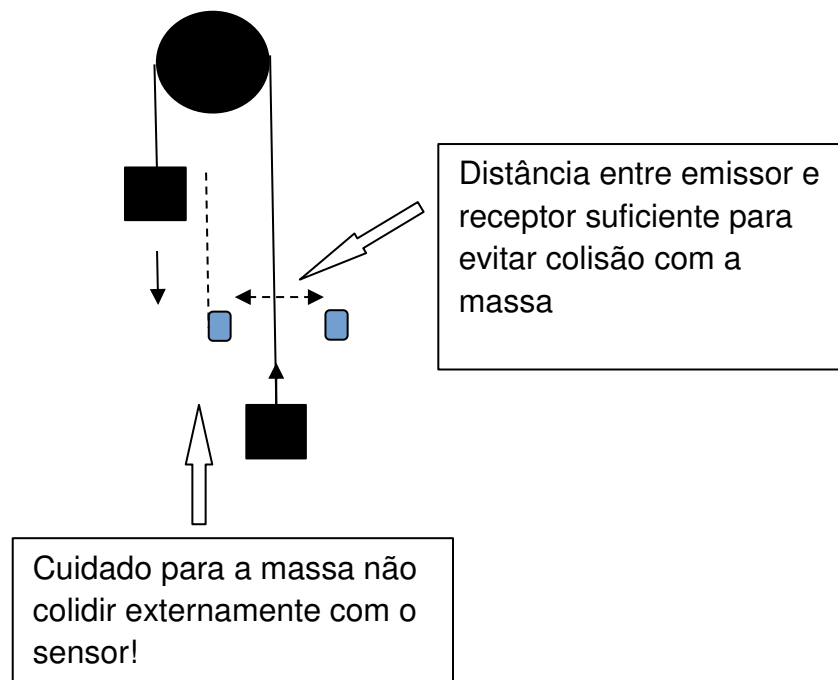 Distância entre emissor e
receptor suficiente para
evitar colisão com a
massa
Cuidado para a massa não
colidir externamente com o
sensor!